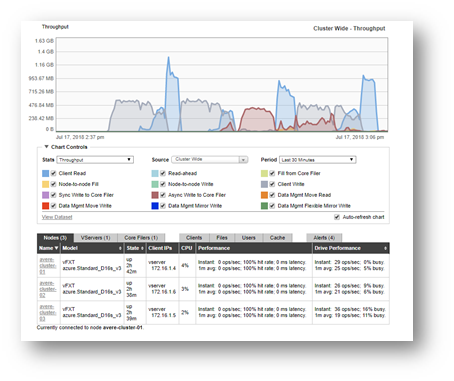 Throughput
Cluster Wide - Throughput
1.63 GB
1.4 GB
1.16 GB
953.67 MB
715.26 MB
476.84 MB
238.42 MB
0.0 B
Jul 17, 2018 2:37 pm
Jul 17, 2018 3:06 pm
Chart Controls
Stats Throughput Source Cluster Wide Period Last 30 Minutes
Client Read Read-ahead Fill from Core Filer
Node-to-node Fill Node-to-node Write Client Write
Sync Write to Core Filer Async Write to Core Filer Data Mgmt Move Read
Data Mgmt Move Write Data Mgmt Mirror Write Data Mgmt Flexible Mirror Write
View Dataset Auto-refresh chart
Nodes (3) VServers (1) Core Filers (1) Clients Files Users Cache Alerts (4)
Name Model State Client IPs CPU Performance Drive Performance
avere-cluster-01 vFXT azure.Standard_D16s_v3 up 2h 42m vserver 172.16.1.4 4% Instant: 0 ops/sec; 100% hit rate; 0 ms latency. Instant: 29 ops/sec, 0% busy.
1m avg: 0 ops/sec; 100% hit rate; 0 ms latency. 1m avg: 25 ops/sec; 5% busy.
avere-cluster-02 vFXT azure.Standard_D16s_v3 up 2h vserver 172.16.1.6 3% Instant: 0 ops/sec; 100% hit rate; 0 ms latency. Instant: 26 ops/sec, 9% busy.
1m avg: 0 ops/sec; 100% hit rate; 0 ms latency. 1m avg: 21 ops/sec; 6% busy.
avere-cluster-03 vFXT azure.Standard_D16s_v3 up 2h 39m vserver 172.16.1.5 2% Instant: 0 ops/sec; 100% hit rate; 0 ms latency. Instant: 36 ops/sec; 16% busy.
1m avg: 0 ops/sec; 100% hit rate; 0 ms latency. 1m avg: 19 ops/sec; 11% busy.
Currently connected to node avere-cluster-01.